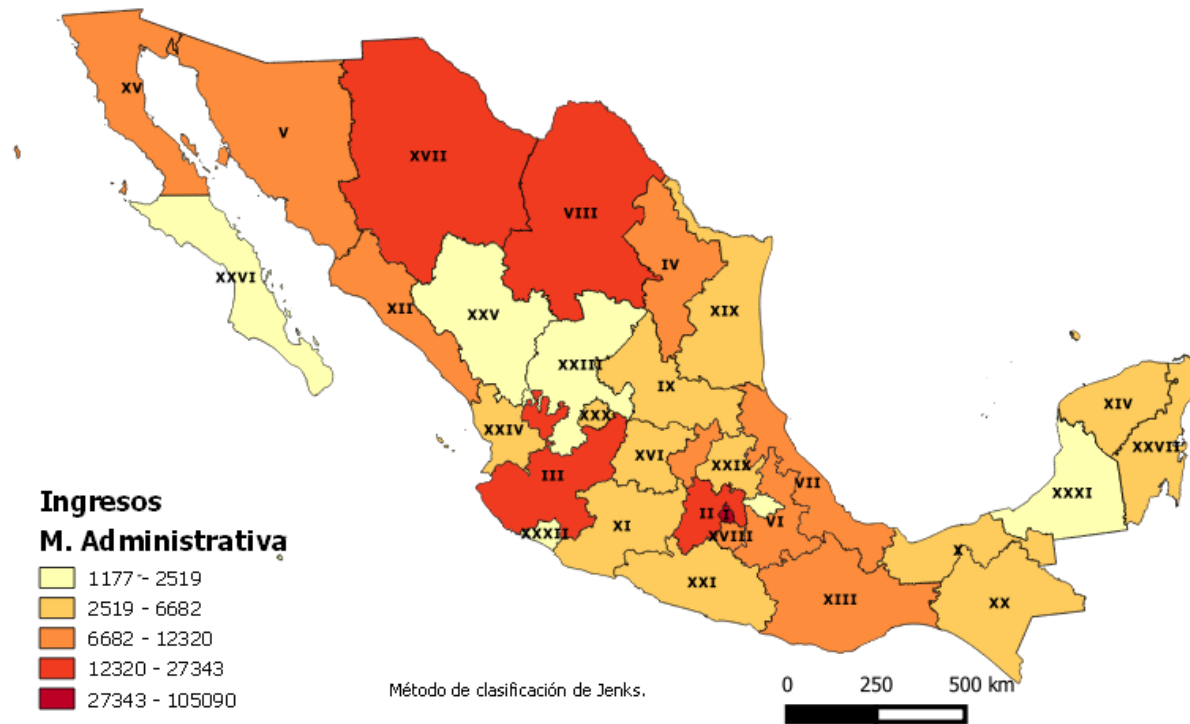 XV
V
XVII
VIII
IV
XXVI
XII
XXV
XIX
XXIII
IX
XXX
XXIV
XIV
XXVII
XVI
XXIX
III
VII
XXXI
II
I
VI
XXXII
XI
XVIII
X
XXI
XIII
XX
Ingresos
M. Administrativa
1177 - 2519
2519 - 6682
6682 - 12320
12320 - 27343
27343 - 105090
Método de clasificación de Jenks.
0 250 500 km